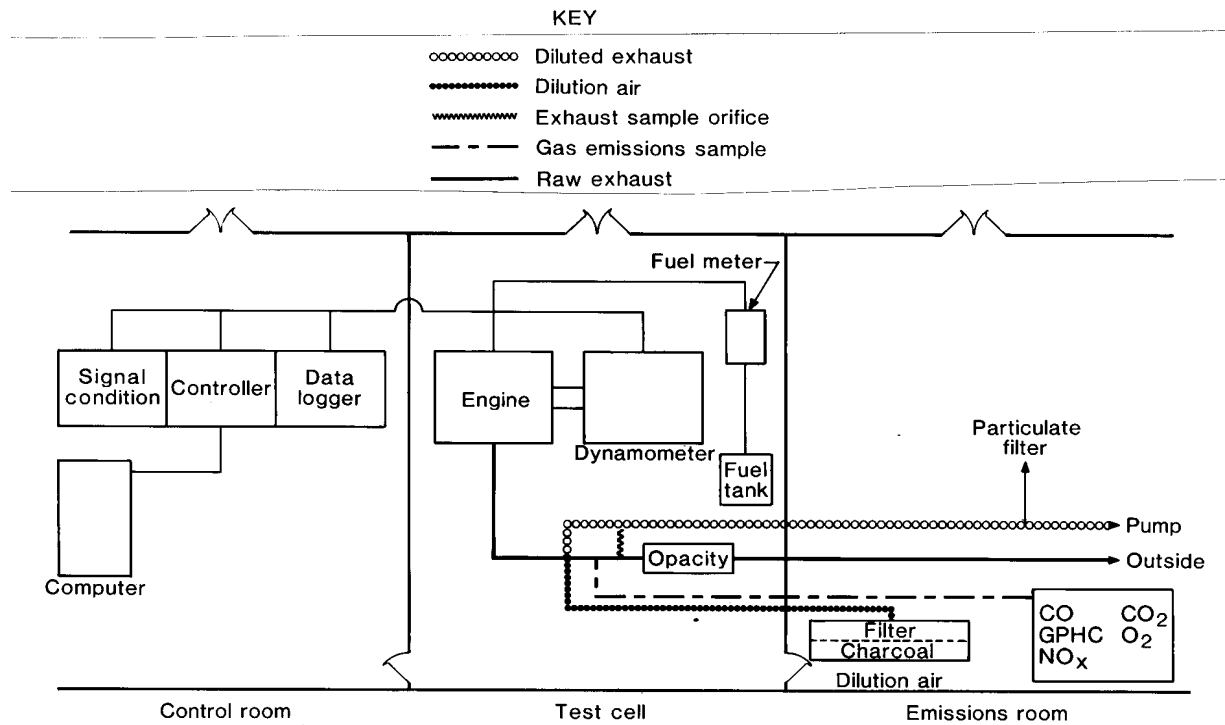 KEY
Diluted exhaust
Dilution air
Exhaust sample orifice
Gas emissions sample
Raw exhaust
Fuel meter
Signal
condition
Controller
Data
logger
Engine
Dynamometer
Fuel
tank
Particulate
filter
Pump
Opacity
Outside
Computer
CO CO2
GPHC O2
NOx
Filter
Charcoal
Dilution air
Control room
Test cell
Emissions room